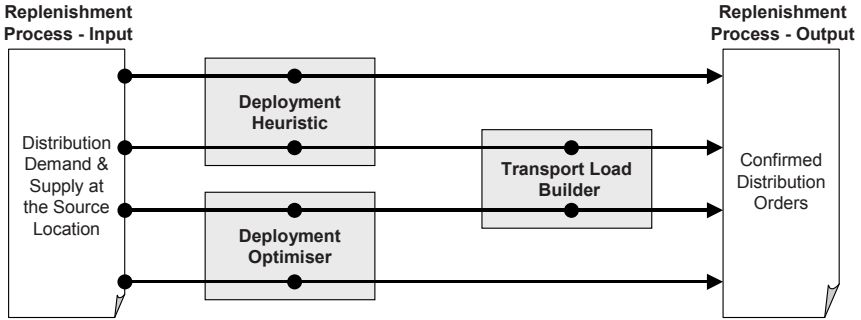 Replenishment
Process - Input
Replenishment
Process - Output
Deployment
Heuristic
Distribution
Demand &
Supply at
the Source
Location
Transport Load
Builder
Confirmed
Distribution
Orders
Deployment
Optimiser